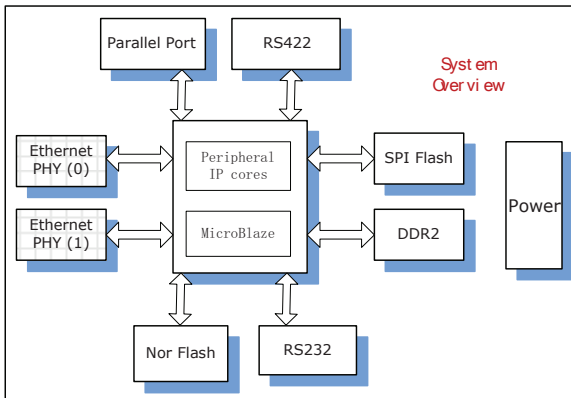 Parallel Port
RS422
Syst em
Over vi ew
Ethernet
PHY (0)
Peripheral
IP cores
SPI Flash
Power
Ethernet
PHY (1)
MicroBlaze
DDR2
Nor Flash
RS232